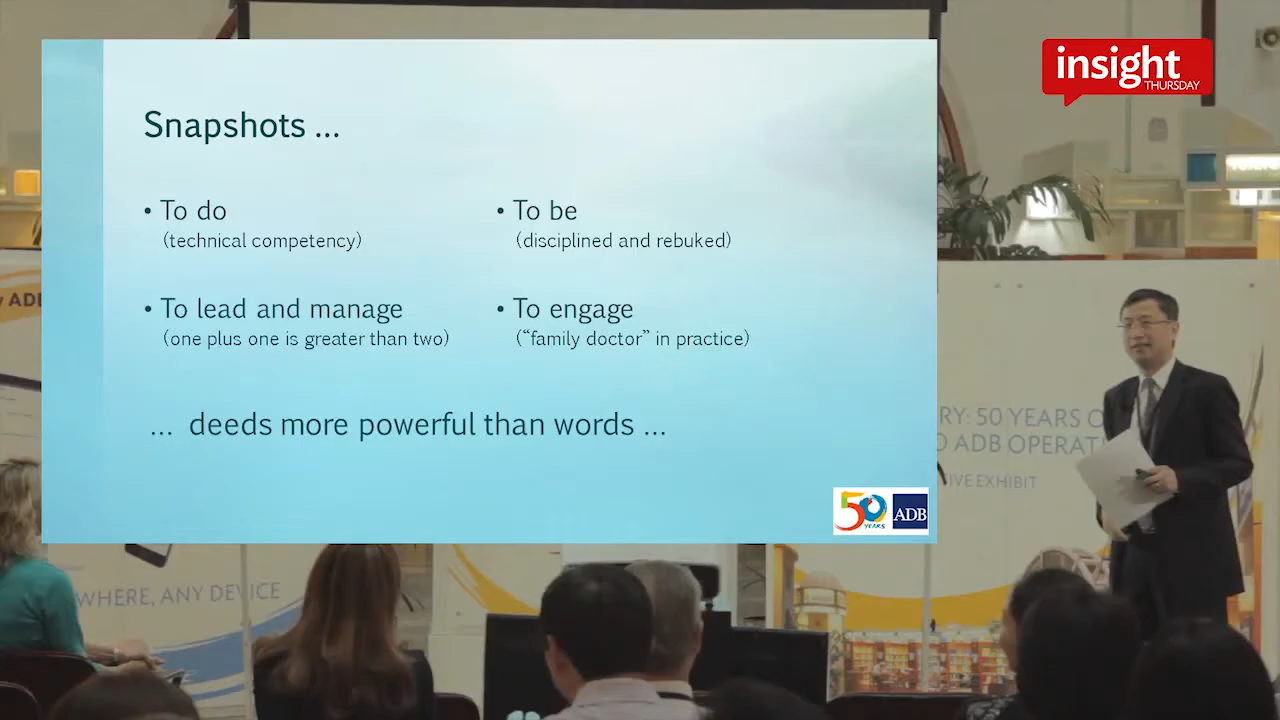 Snapshots ...
• To do
(technical competency)
• To be
(disciplined and rebuked)
• To lead and manage
(one plus one is greater than two)
• To engage
(“family doctor” in practice)
... deeds more powerful than words ...
50
YEARS
ADB
insight
THURSDAY
ADB
RY: 50 YEARS O
ADB OPERAT
IVE EXHIBIT
WHERE, ANY DEVICE